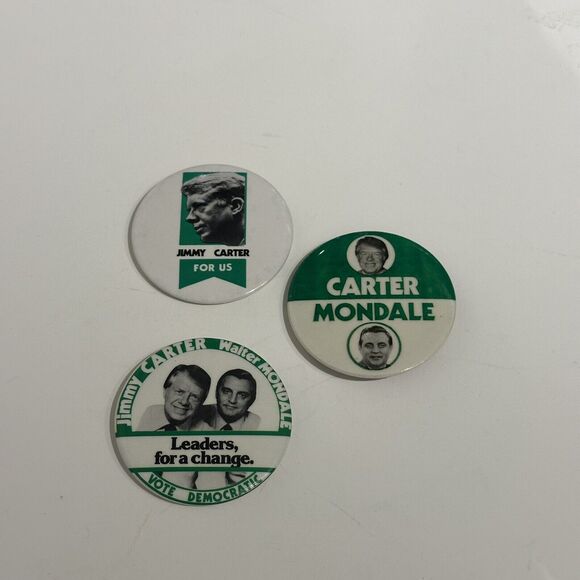 JIMMY CARTER
FOR US
CARTER
MONDALE
Jimmy CARTER Walter MONDALE
Leaders,
for a change.
VOTE DEMOCRATIC